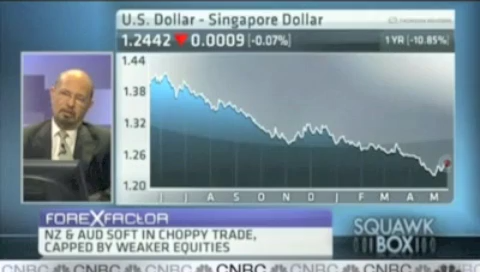 U.S. Dollar - Singapore Dollar
1.2442 ▼ 0.0009 [-0.07%] 1YR [-10.85%]
1.44
1.38
1.32
1.26
1.20
J J A S O N D J F M A M
FOREXFACTOR
NZ & AUD SOFT IN CHOPPY TRADE,
CAPPED BY WEAKER EQUITIES
SQUAWK
BOX
CNBC CNBC CNBC CNBC CNBC CNBC